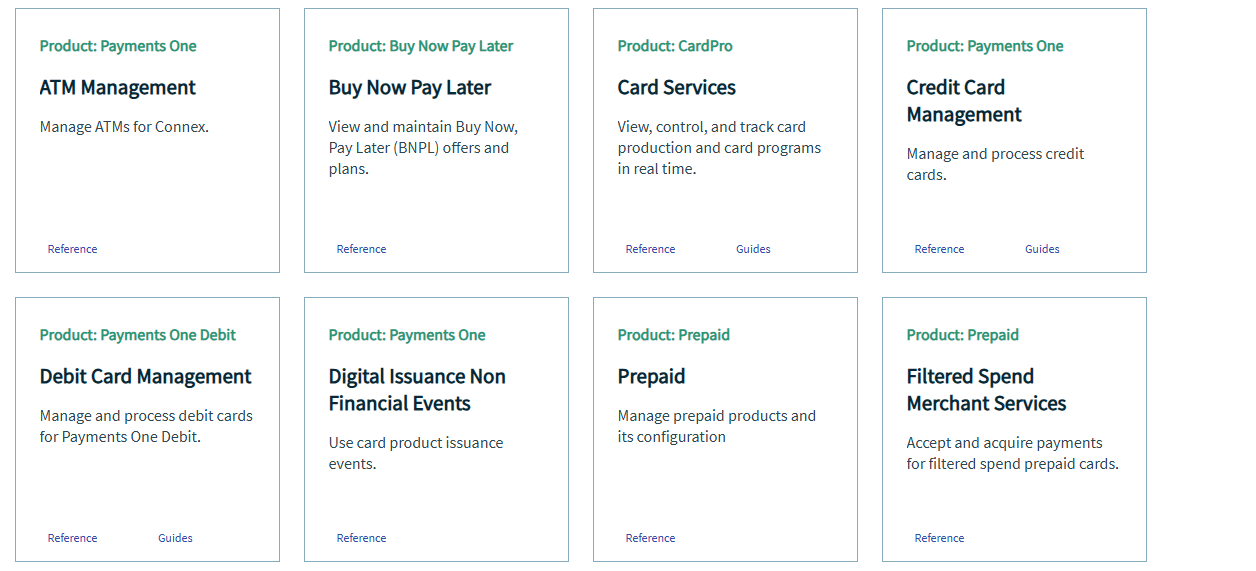 Product: Payments One
ATM Management
Manage ATMs for Connex.
Reference
Product: Buy Now Pay Later
Buy Now Pay Later
View and maintain Buy Now,
Pay Later (BNPL) offers and
plans.
Reference
Product: CardPro
Card Services
View, control, and track card
production and card programs
in real time.
Reference Guides
Product: Payments One
Credit Card
Management
Manage and process credit
cards.
Reference Guides
Product: Payments One Debit
Debit Card Management
Manage and process debit cards
for Payments One Debit.
Reference Guides
Product: Payments One
Digital Issuance Non
Financial Events
Use card product issuance
events.
Reference
Product: Prepaid
Prepaid
Manage prepaid products and
its configuration
Reference
Product: Prepaid
Filtered Spend
Merchant Services
Accept and acquire payments
for filtered spend prepaid cards.
Reference